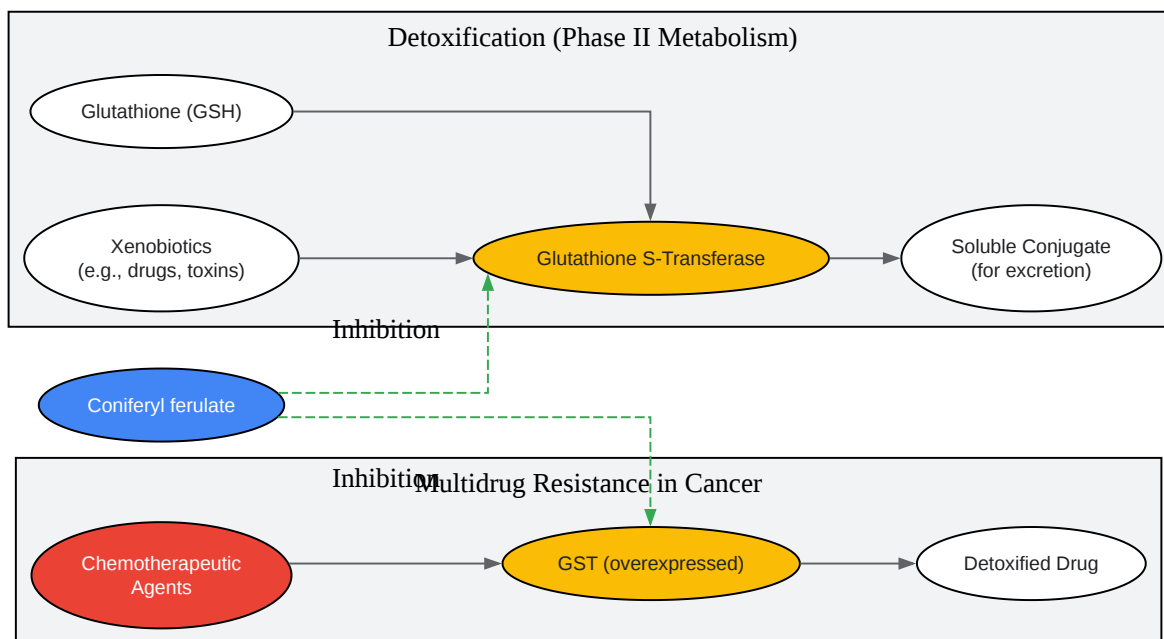 Detoxification (Phase II Metabolism)
Glutathione (GSH)
Xenobiotics
(e.g., drugs, toxins)
Glutathione S-Transferase
Soluble Conjugate
(for excretion)
Inhibition
Coniferyl ferulate
Inhibition
Multidrug Resistance in Cancer
Chemotherapeutic
Agents
GST (overexpressed)
Detoxified Drug